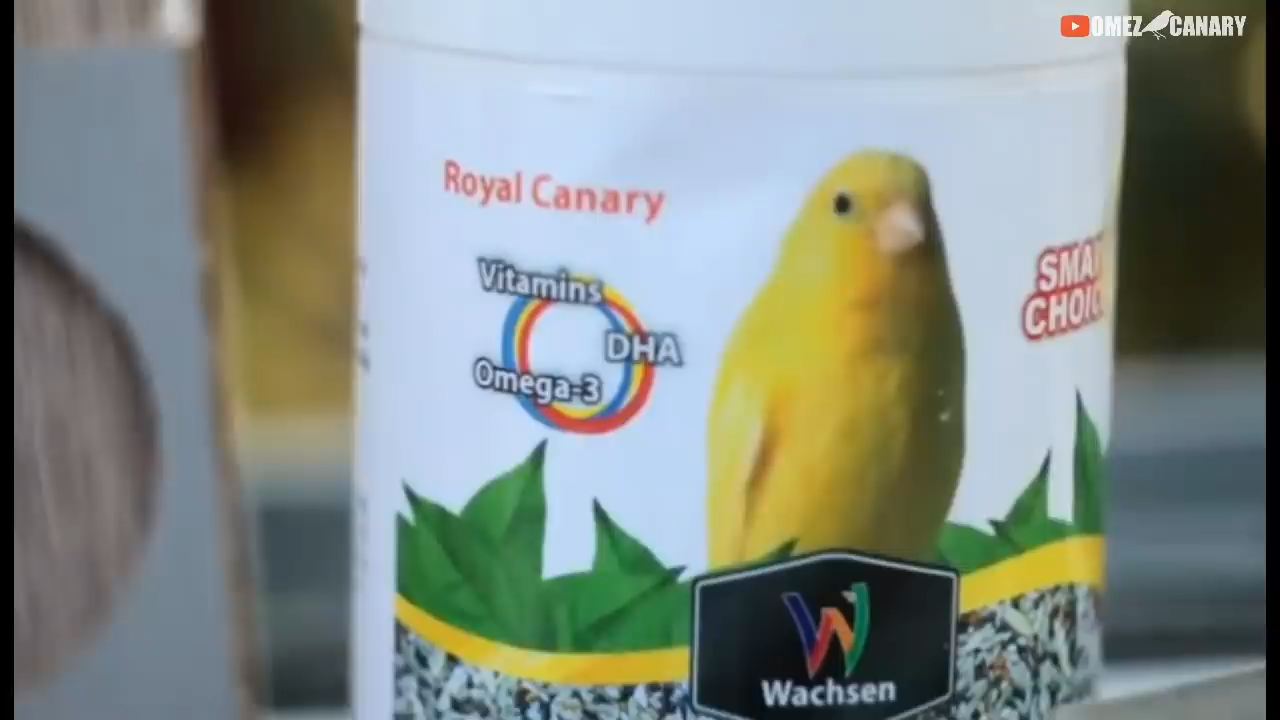 OMEZ CANARY
Royal Canary
Vitamins
DHA
Omega-3
Wachsen